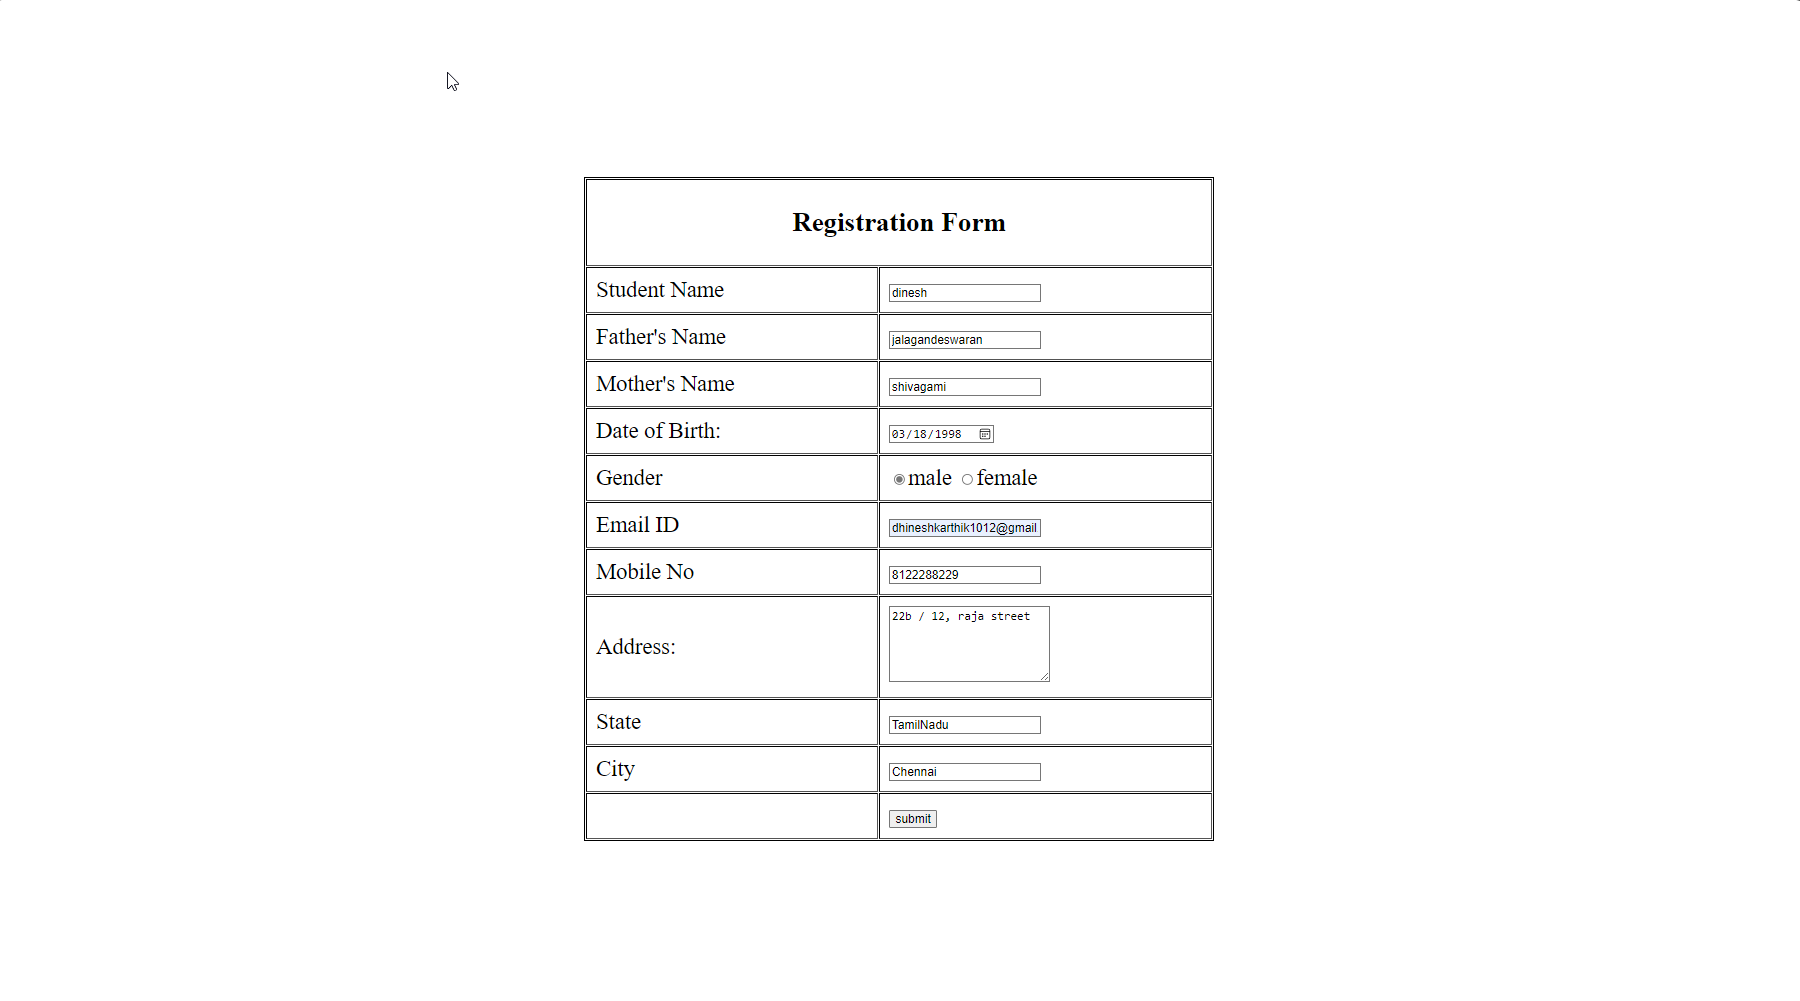 Registration Form
Student Name dinesh
Father's Name jalagandeswaran
Mother's Name shivagami
Date of Birth: 03/18/1998
Gender male female
Email ID dhineshkarthik1012@gmail
Mobile No 8122288229
Address: 22b / 12, raja street
State TamilNadu
City Chennai
submit